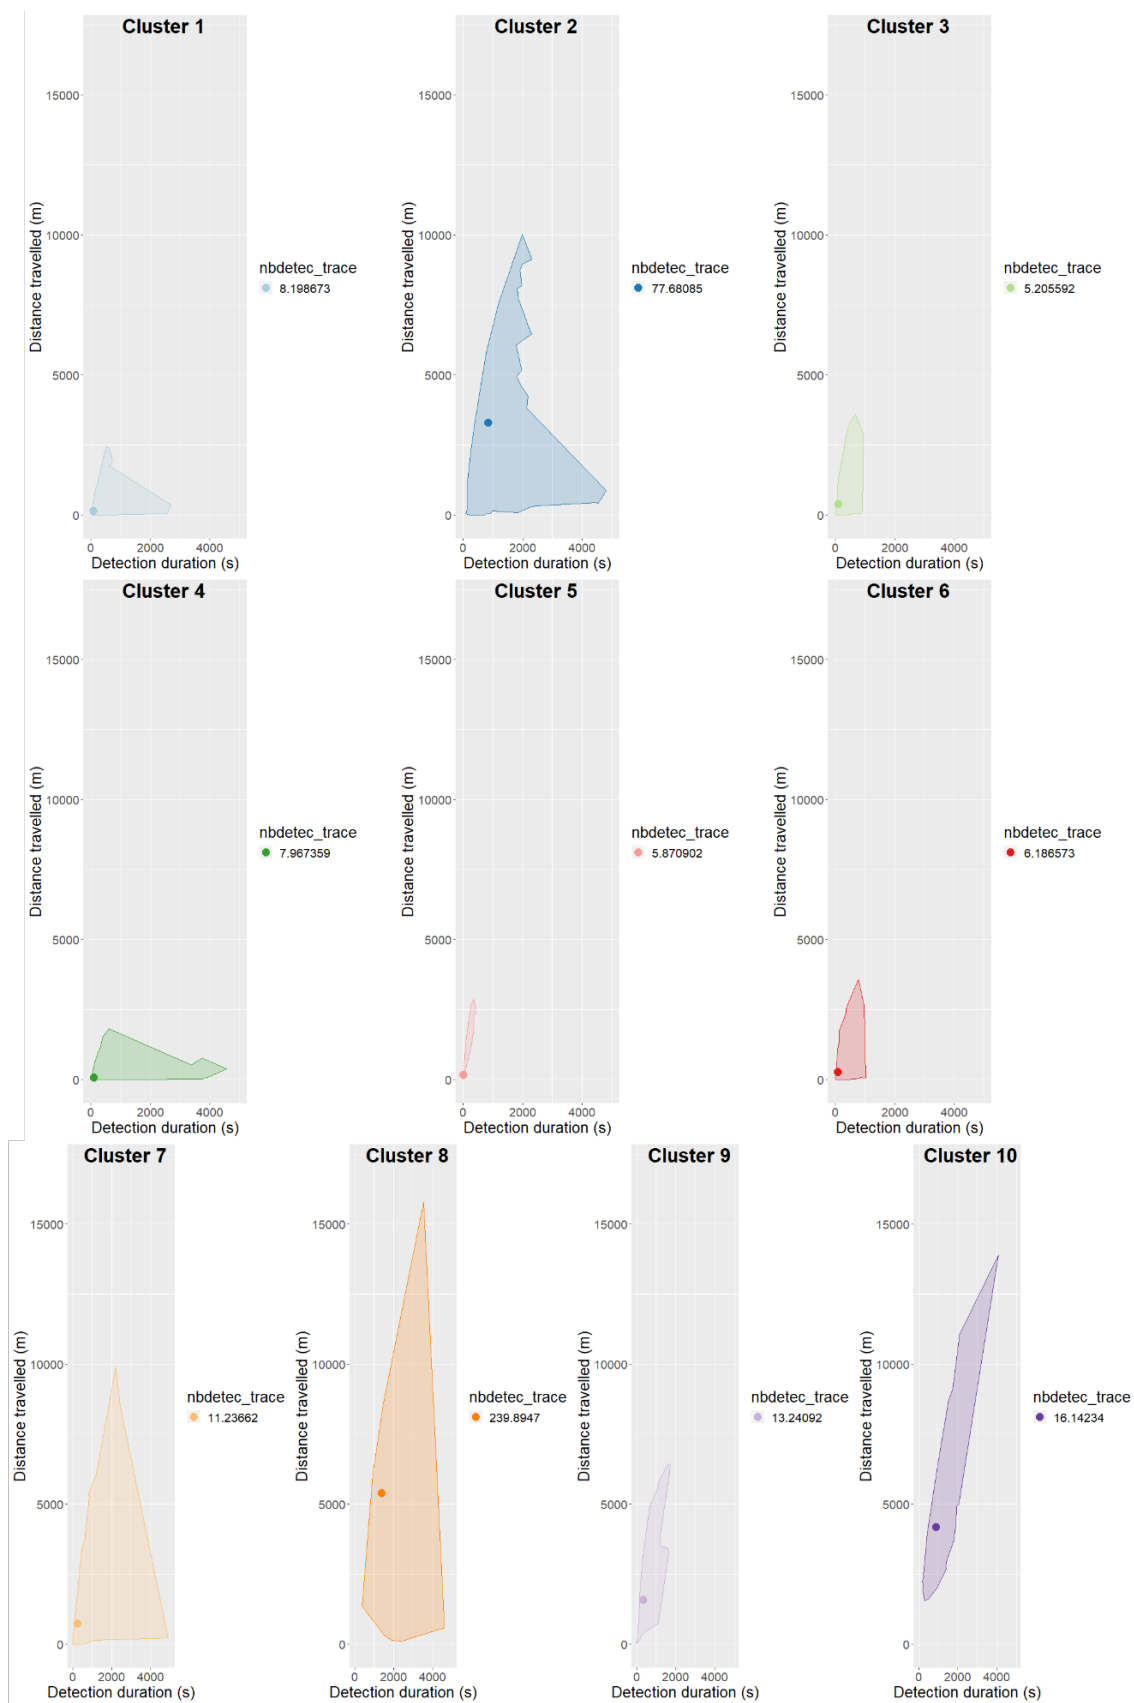 Cluster 1
15000
10000
5000
0
0 2000 4000
Distance travelled (m)
Detection duration (s)
nbdetec_trace
8.198673
Cluster 2
15000
10000
5000
0
0 2000 4000
Distance travelled (m)
Detection duration (s)
nbdetec_trace
77.68085
Cluster 3
15000
10000
5000
0
0 2000 4000
Distance travelled (m)
Detection duration (s)
nbdetec_trace
5.205592
Cluster 4
15000
10000
5000
0
0 2000 4000
Distance travelled (m)
Detection duration (s)
nbdetec_trace
7.967359
Cluster 5
15000
10000
5000
0
0 2000 4000
Distance travelled (m)
Detection duration (s)
nbdetec_trace
5.870902
Cluster 6
15000
10000
5000
0
0 2000 4000
Distance travelled (m)
Detection duration (s)
nbdetec_trace
6.186573
Cluster 7
15000
10000
5000
0
0 2000 4000
Distance travelled (m)
Detection duration (s)
nbdetec_trace
11.23662
Cluster 8
15000
10000
5000
0
0 2000 4000
Distance travelled (m)
Detection duration (s)
nbdetec_trace
239.8947
Cluster 9
15000
10000
5000
0
0 2000 4000
Distance travelled (m)
Detection duration (s)
nbdetec_trace
13.24092
Cluster 10
15000
10000
5000
0
0 2000 4000
Distance travelled (m)
Detection duration (s)
nbdetec_trace
16.14234